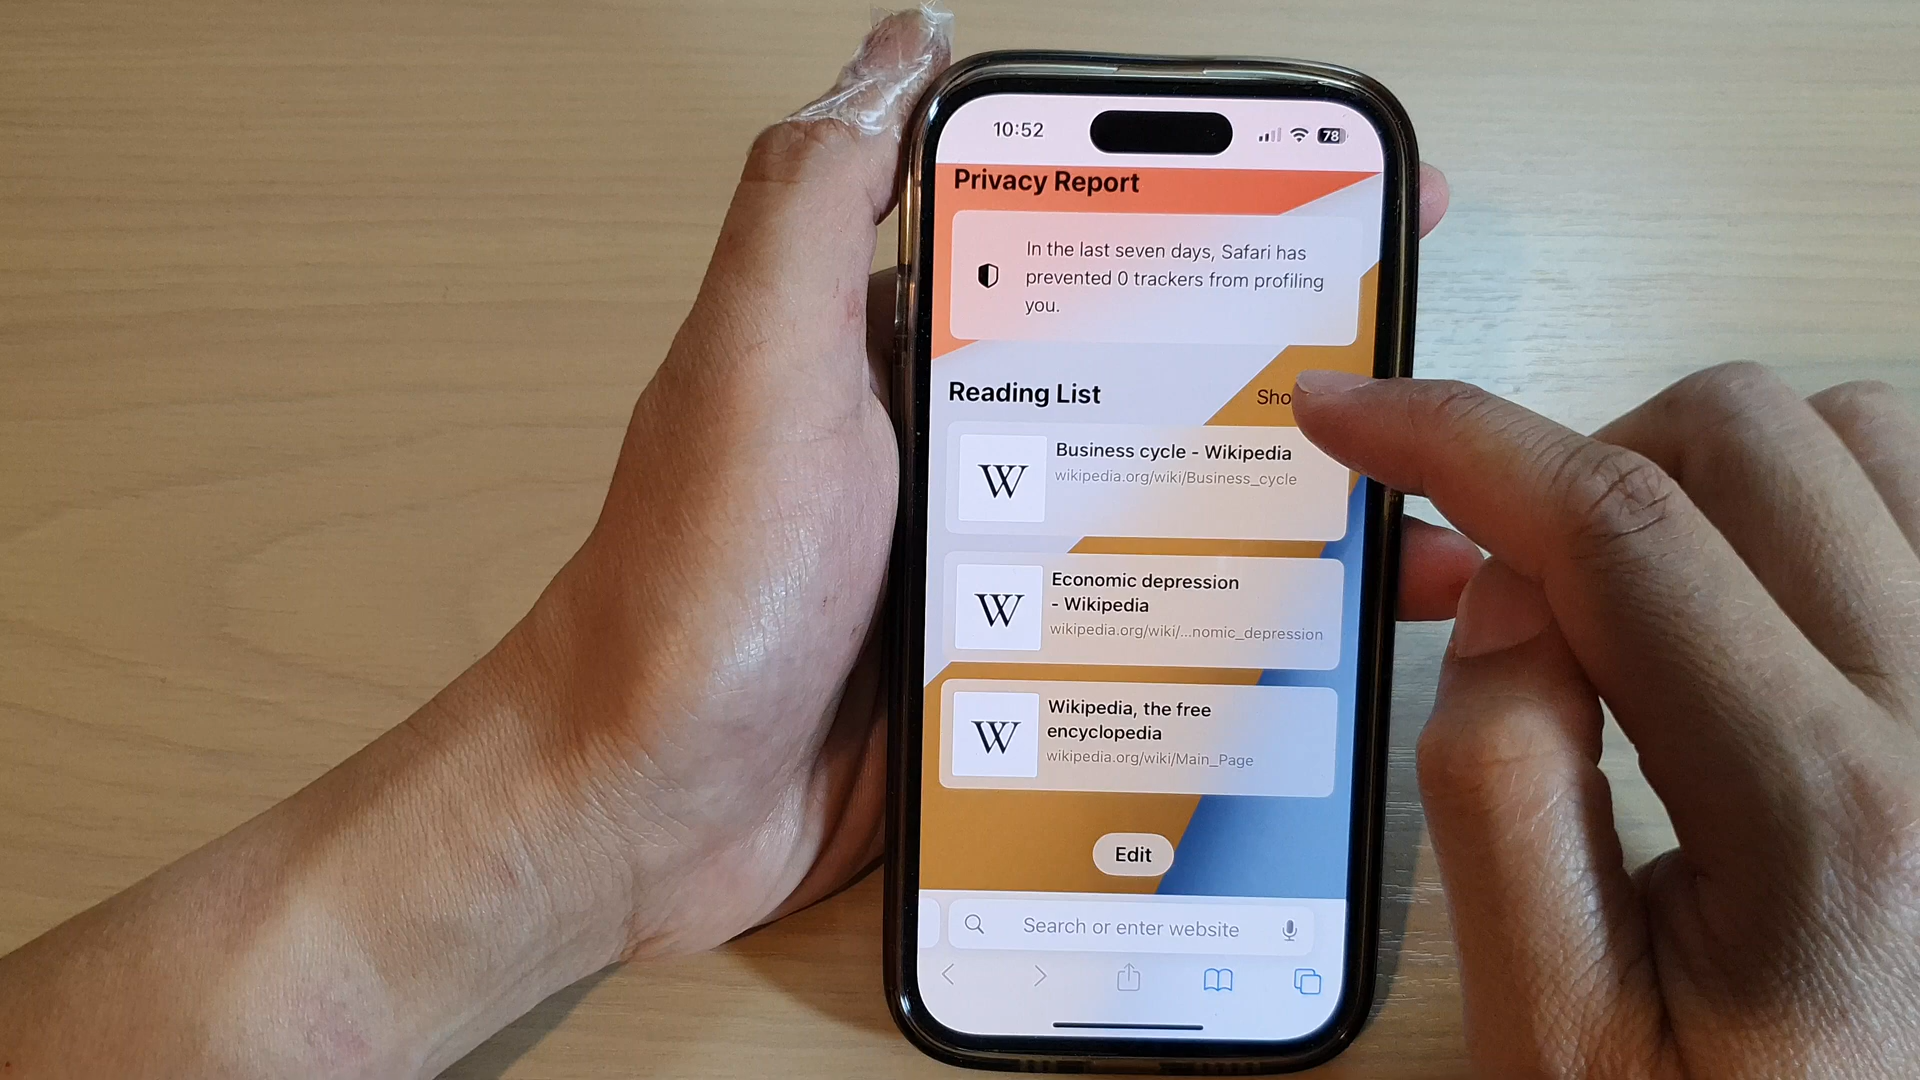 10:52
78
Privacy Report
In the last seven days, Safari has
prevented 0 trackers from profiling
you.
Reading List
Sho
W
Business cycle - Wikipedia
wikipedia.org/wiki/Business_cycle
W
Economic depression
- Wikipedia
wikipedia.org/wiki/...nomic_depression
W
Wikipedia, the free
encyclopedia
wikipedia.org/wiki/Main_Page
Edit
Search or enter website